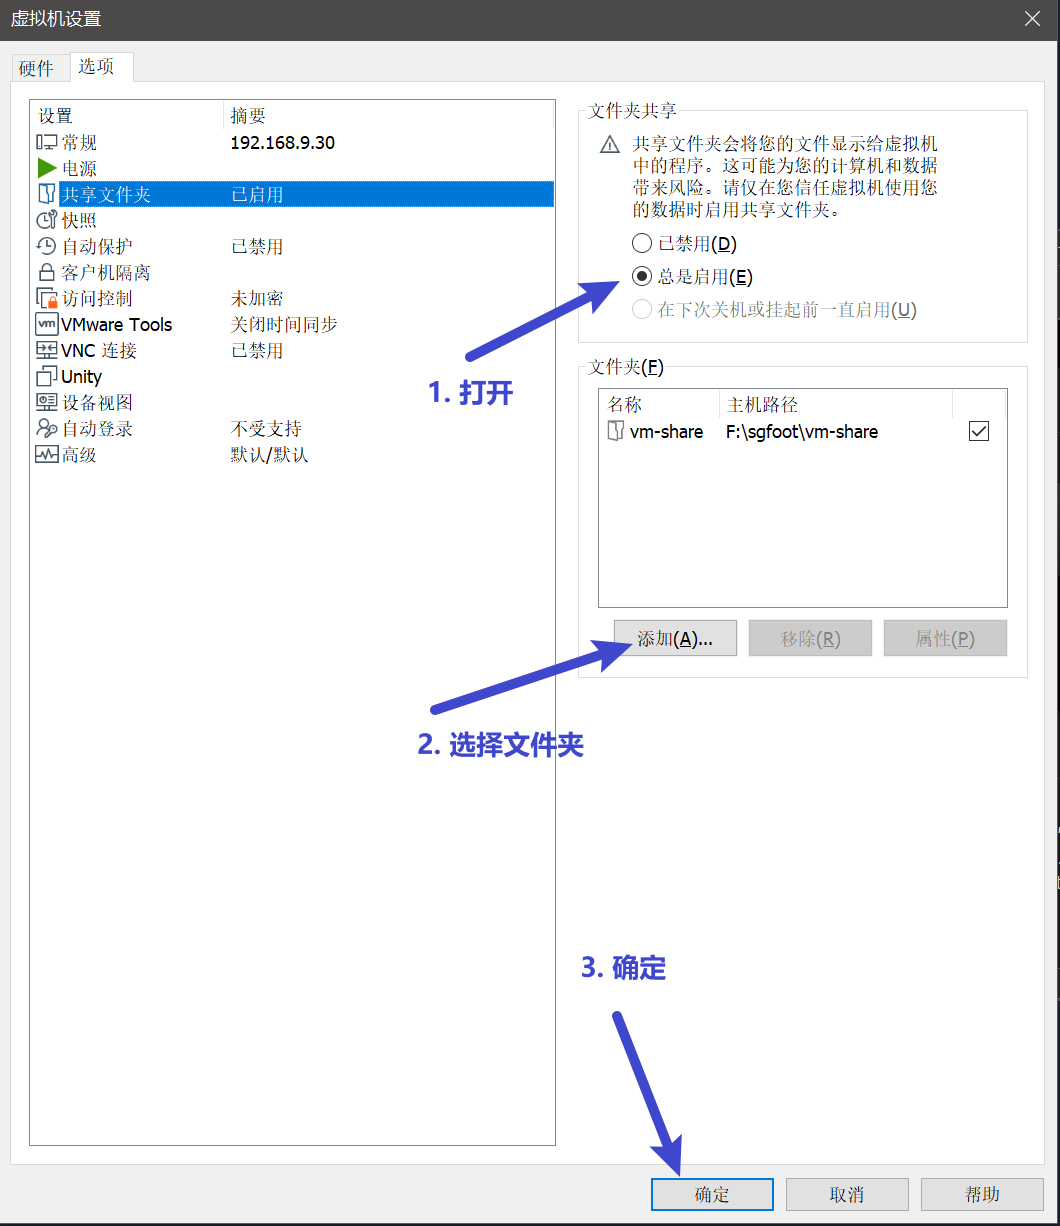 虚拟机设置
硬件 选项
设置 摘要
常规 192.168.9.30
电源
共享文件夹 已启用
快照
自动保护 已禁用
客户机隔离
访问控制 未加密
vm VMware Tools 关闭时间同步
VNC 连接 已禁用
Unity
设备视图
自动登录 不受支持
高级 默认/默认
文件夹共享
共享文件夹会将您的文件显示给虚拟机
中的程序。这可能为您的计算机和数据
带来风险。请仅在您信任虚拟机使用您
的数据时启用共享文件夹。
已禁用(D)
总是启用(E)
在下次关机或挂起前一直启用(U)
1. 打开
文件夹(F)
名称 主机路径
vm-share F:\sgfoot\vm-share
添加(A)... 移除(R) 属性(P)
2. 选择文件夹
3. 确定
确定 取消 帮助